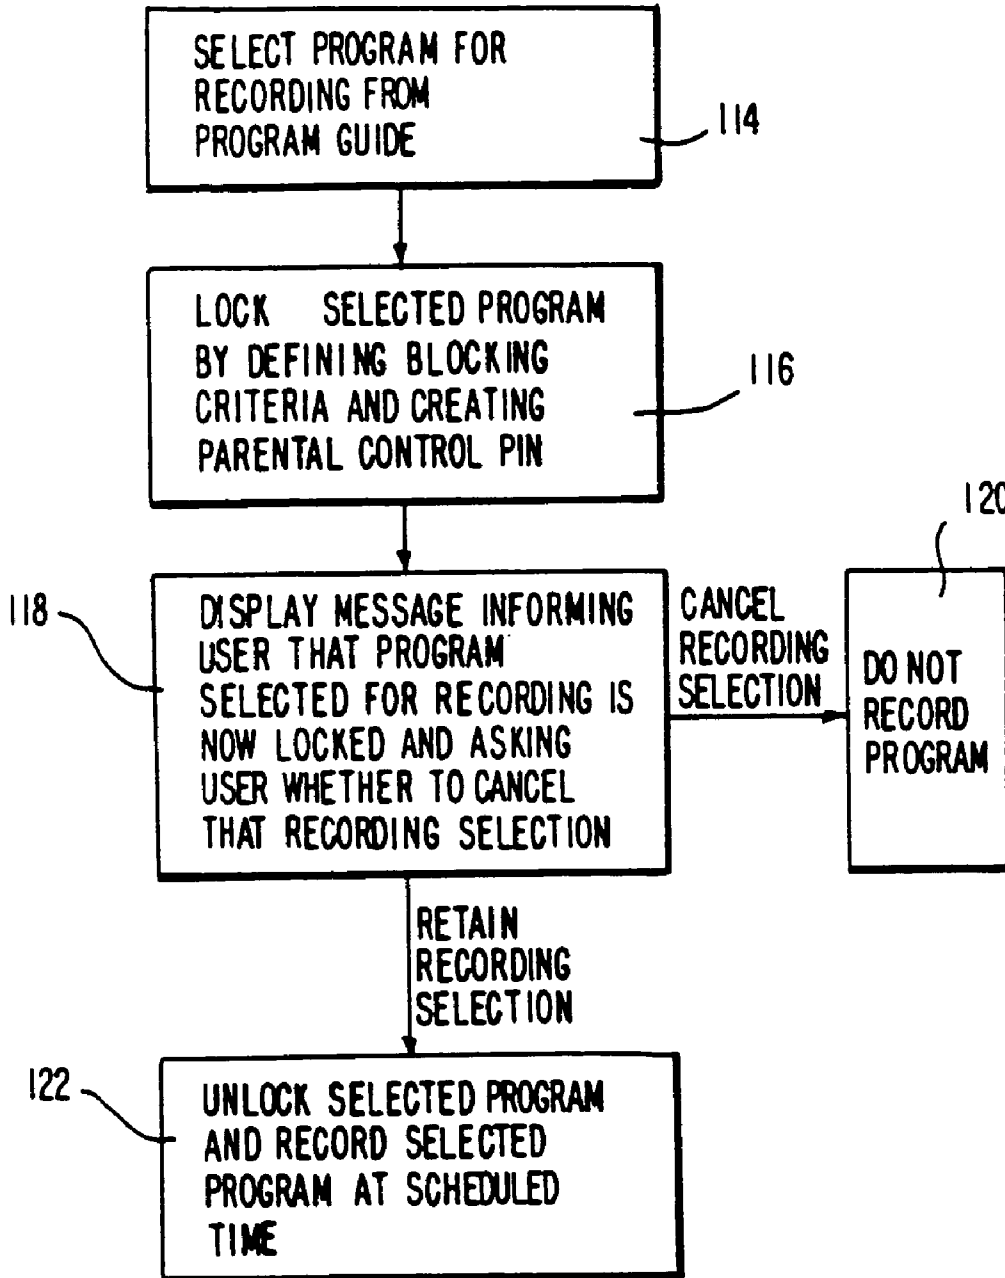 SELECT PROGRAM FOR
RECORDING FROM
PROGRAM GUIDE
114
LOCK SELECTED PROGRAM
BY DEFINING BLOCKING
CRITERIA AND CREATING
PARENTAL CONTROL PIN
116
118
DISPLAY MESSAGE INFORMING
USER THAT PROGRAM
SELECTED FOR RECORDING IS
NOW LOCKED AND ASKING
USER WHETHER TO CANCEL
THAT RECORDING SELECTION
CANCEL
RECORDING
SELECTION
120
DO NOT
RECORD
PROGRAM
RETAIN
RECORDING
SELECTION
122
UNLOCK SELECTED PROGRAM
AND RECORD SELECTED
PROGRAM AT SCHEDULED
TIME